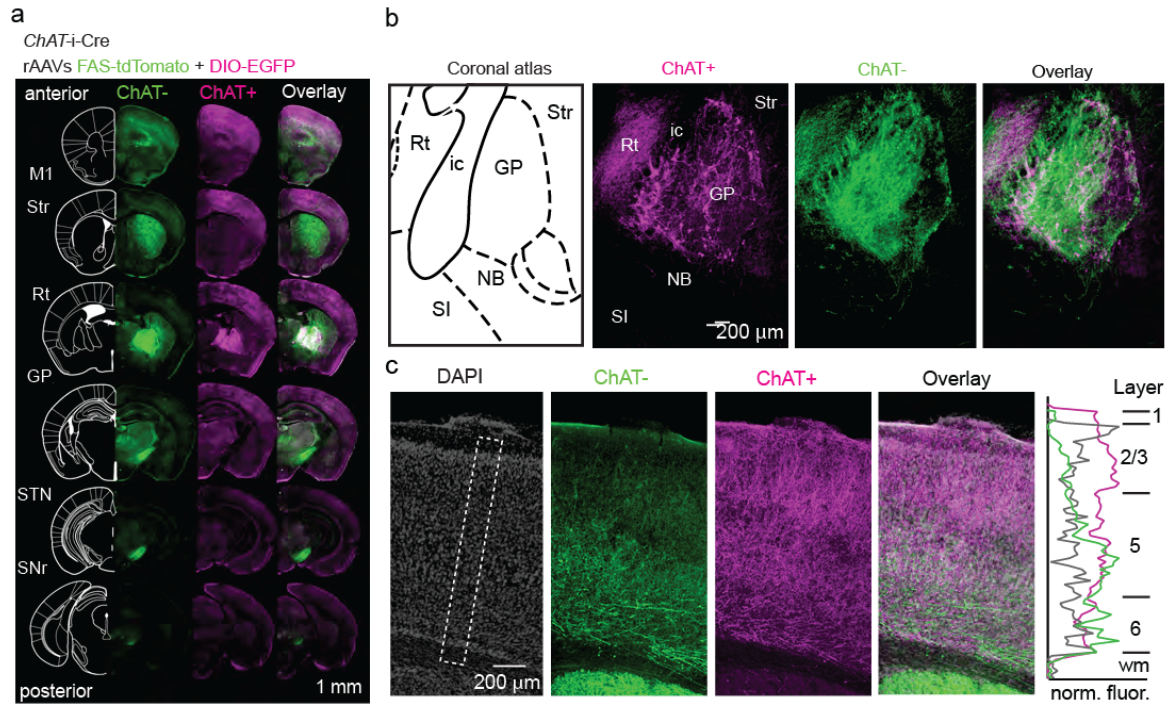 a
ChAT-i-Cre
rAAVs FAS-tdTomato + DIO-EGFP
anterior ChAT- ChAT+ Overlay
M1
Str
Rt
GP
STN
SNr
posterior 1 mm
b
Coronal atlas ChAT+ ChAT- Overlay
Rt ic Str GP NB SI
Rt ic Str GP NB SI 200 µm
c
DAPI ChAT- ChAT+ Overlay Layer
1
2/3
5
6
wm
200 µm
norm. fluor.